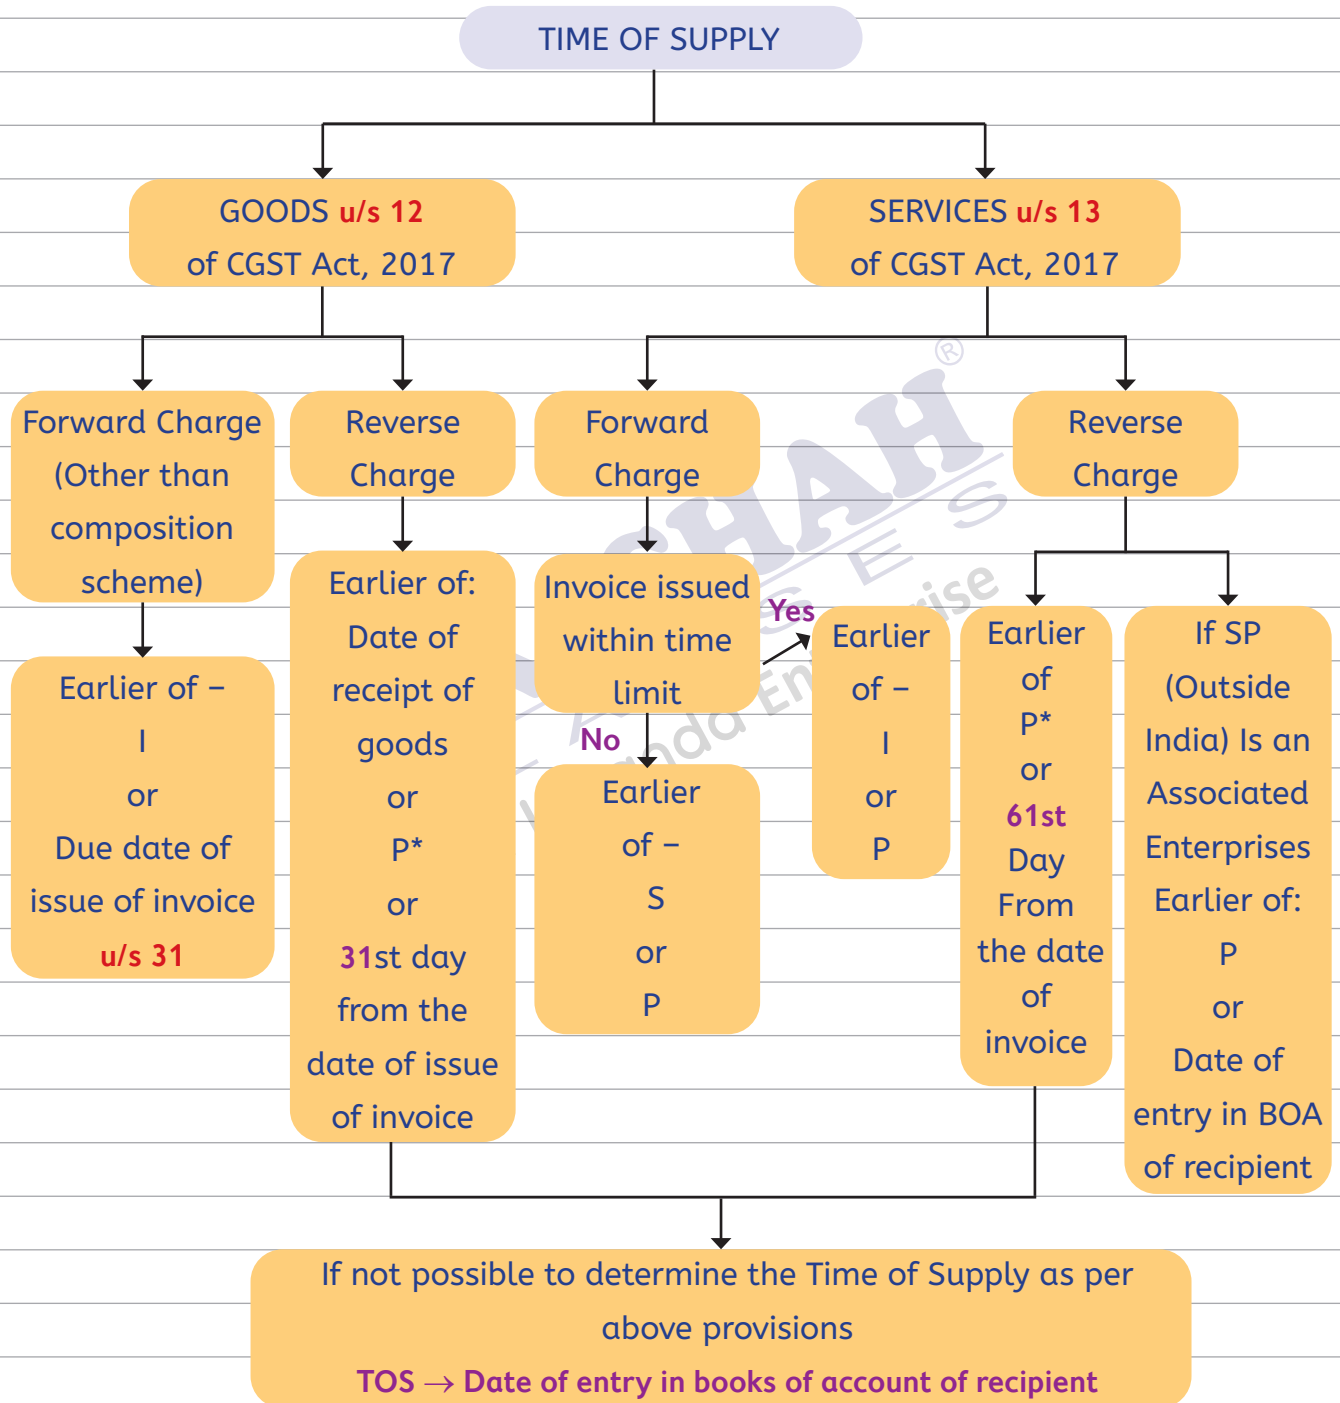 TIME OF SUPPLY
GOODS u/s 12
of CGST Act, 2017
SERVICES u/s 13
of CGST Act, 2017
Forward Charge
(Other than
composition
scheme)
Reverse
Charge
Forward
Charge
Reverse
Charge
Earlier of –
I
or
Due date of
issue of invoice
u/s 31
Earlier of:
Date of
receipt of
goods
or
P*
or
31st day
from the
date of issue
of invoice
Invoice issued
within time
limit
Yes
No
Earlier
of –
S
or
P
Earlier
of –
I
or
P
Earlier
of
P*
or
61st
Day
From
the date
of
invoice
If SP
(Outside
India) Is an
Associated
Enterprises
Earlier of:
P
or
Date of
entry in BOA
of recipient
If not possible to determine the Time of Supply as per
above provisions
TOS → Date of entry in books of account of recipient